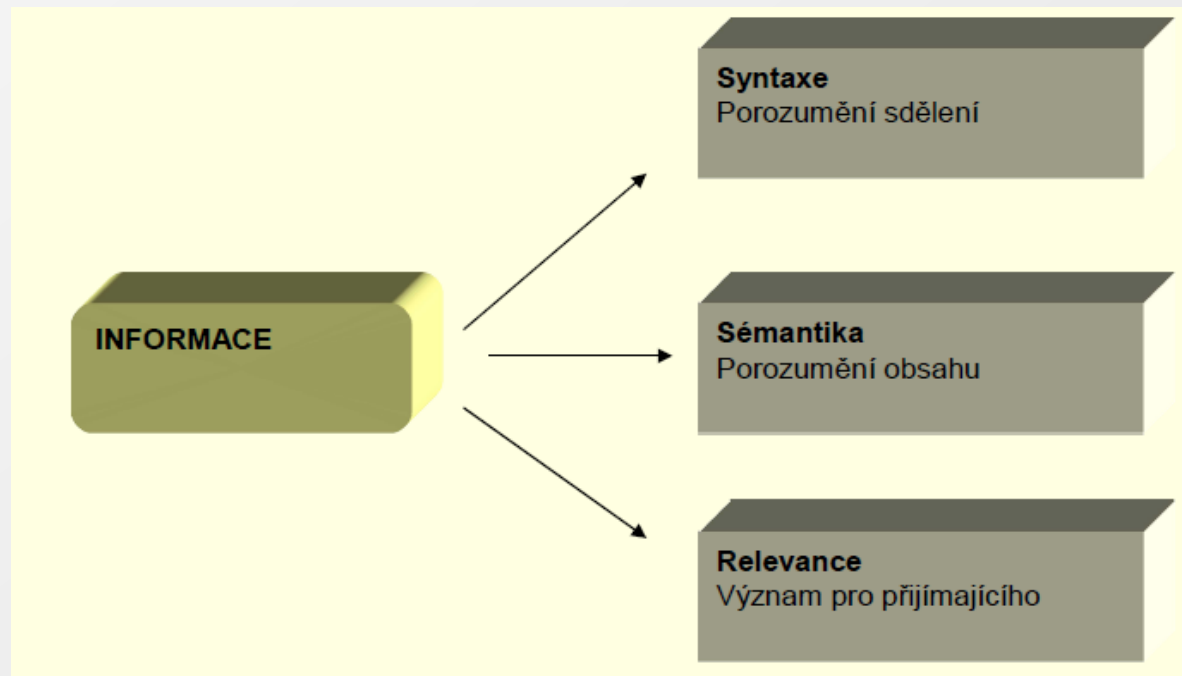 INFORMACE
Syntaxe
Porozumění sdělení
Sémantika
Porozumění obsahu
Relevance
Význam pro přijímajícího